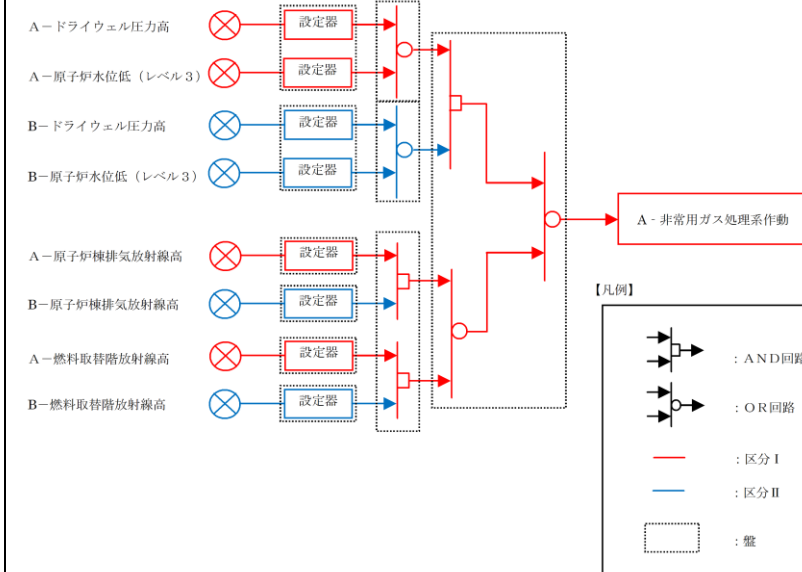 A－ドライウェル圧力高
設定器
A－原子炉水位低（レベル３）
設定器
B－ドライウェル圧力高
設定器
B－原子炉水位低（レベル３）
設定器
A‐非常用ガス処理系作動
A－原子炉棟排気放射線高
設定器
B－原子炉棟排気放射線高
設定器
A－燃料取替階放射線高
設定器
B－燃料取替階放射線高
設定器
【凡例】
：ＡＮＤ回路
：ＯＲ回路
：区分Ⅰ
：区分Ⅱ
：盤